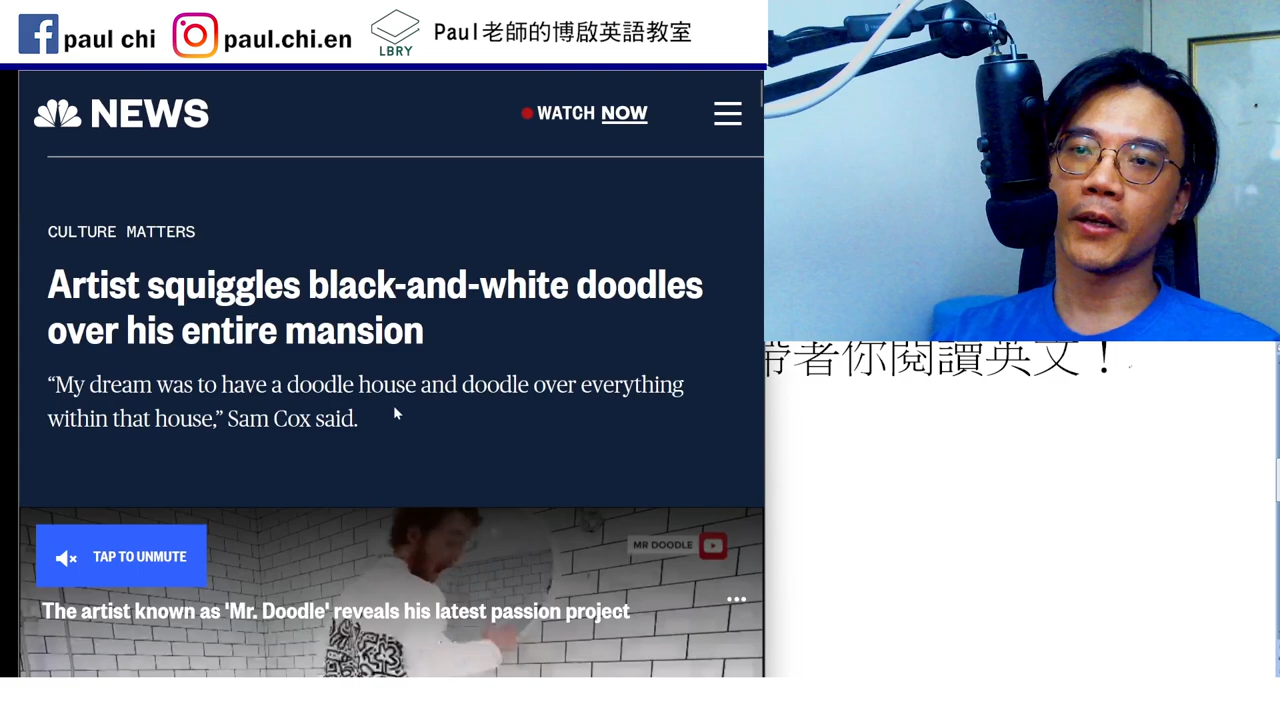 paul chi
paul.chi.en
LBRY
Paul老師的博啟英語教室
NEWS
WATCH NOW
CULTURE MATTERS
Artist squiggles black-and-white doodles
over his entire mansion
“My dream was to have a doodle house and doodle over everything
within that house,” Sam Cox said.
帶著你閱讀英文！
TAP TO UNMUTE
MR DOODLE
The artist known as 'Mr. Doodle' reveals his latest passion project